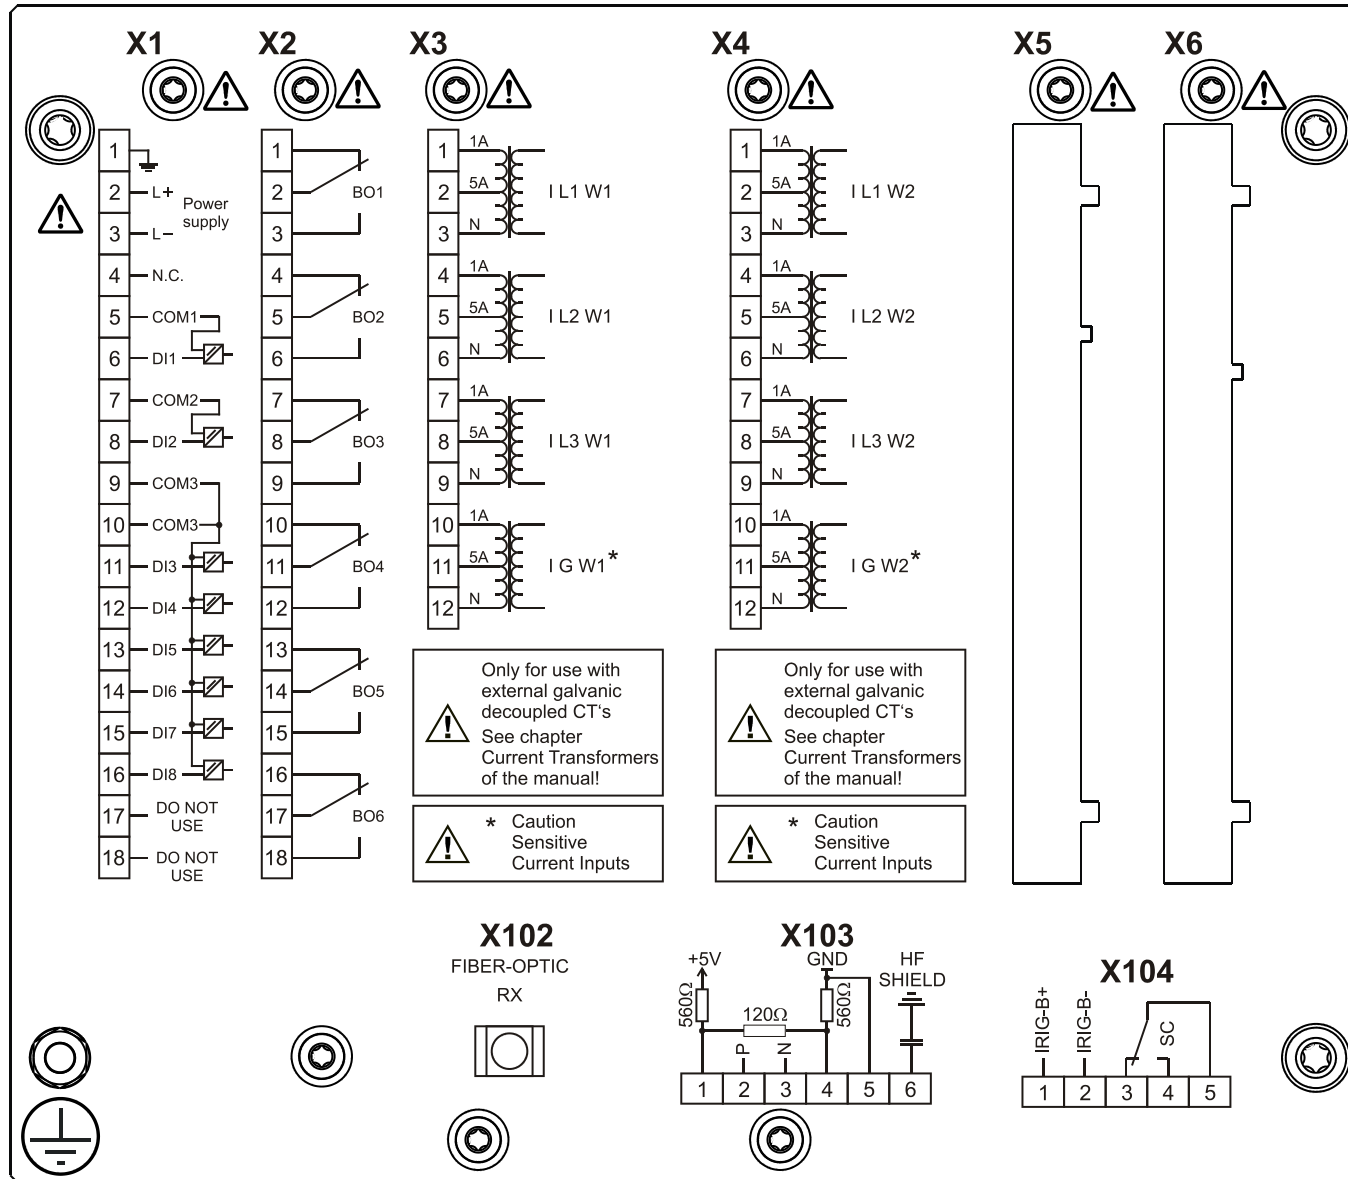 X1
X2
X3
X4
X5
X6
1
2 L+ Power
supply
3 L-
4 N.C.
5 COM1
6 DI1
7 COM2
8 DI2
9 COM3
10 COM3
11 DI3
12 DI4
13 DI5
14 DI6
15 DI7
16 DI8
17 DO NOT
USE
18 DO NOT
USE
1
2 BO1
3
4
5 BO2
6
7
8 BO3
9
10
11 BO4
12
13
14 BO5
15
16
17 BO6
18
1 1A
2 5A I L1 W1
3 N
4 1A
5 5A I L2 W1
6 N
7 1A
8 5A I L3 W1
9 N
10 1A
11 5A I G W1*
12 N
Only for use with
external galvanic
decoupled CT‘s
See chapter
Current Transformers
of the manual!
* Caution
Sensitive
Current Inputs
1 1A
2 5A I L1 W2
3 N
4 1A
5 5A I L2 W2
6 N
7 1A
8 5A I L3 W2
9 N
10 1A
11 5A I G W2*
12 N
Only for use with
external galvanic
decoupled CT‘s
See chapter
Current Transformers
of the manual!
* Caution
Sensitive
Current Inputs
X102
FIBER-OPTIC
RX
X103
+5V GND HF
SHIELD
560Ω 120Ω 560Ω
P N
1 2 3 4 5 6
X104
IRIG-B+ IRIG-B- SC
1 2 3 4 5